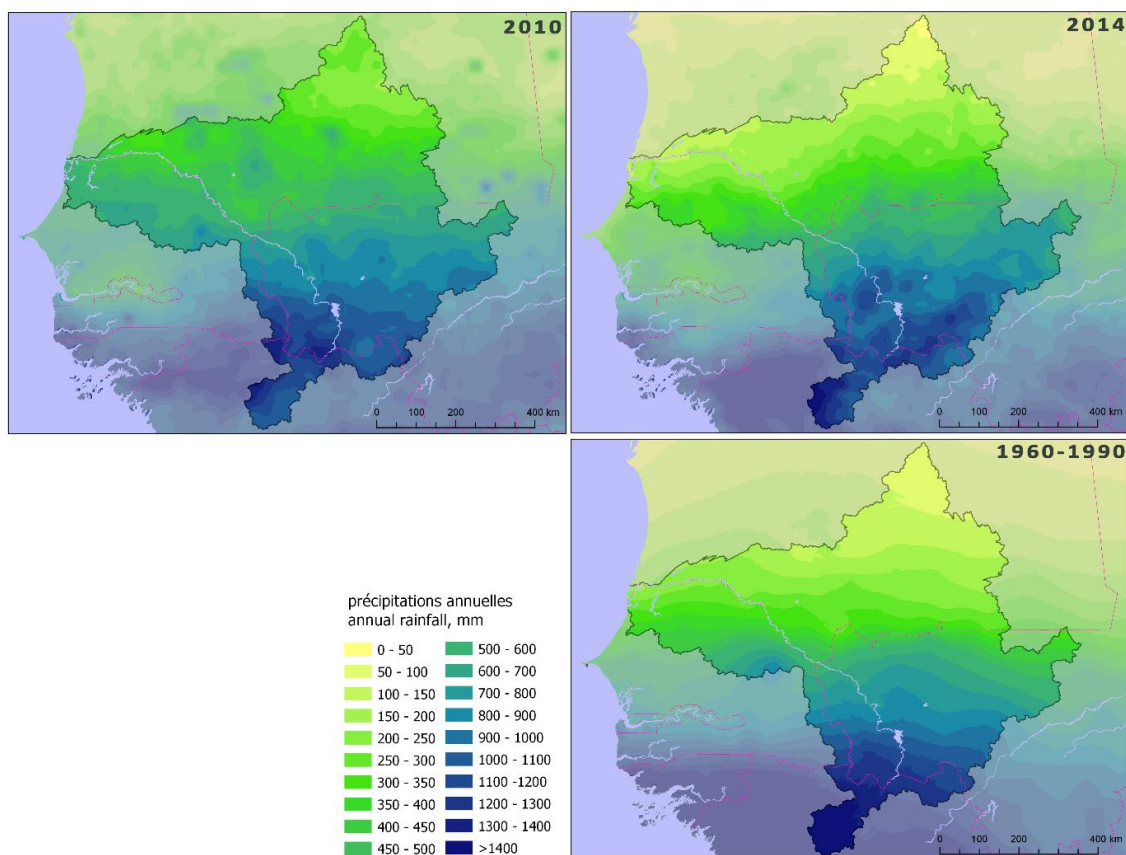 2010
2014
0 200 400 km
0 200 400 km
1960-1990
précipitations annuelles
annual rainfall, mm
0 - 50
50 - 100
100 - 150
150 - 200
200 - 250
250 - 300
300 - 350
350 - 400
400 - 450
450 - 500
500 - 600
600 - 700
700 - 800
800 - 900
900 - 1000
1000 - 1100
1100 -1200
1200 - 1300
1300 - 1400
>1400
0 200 400 km